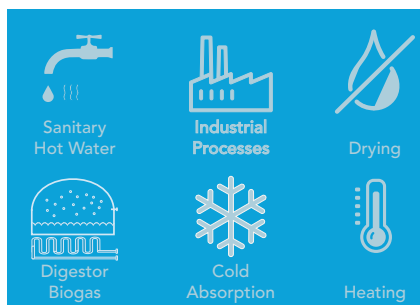 Sanitary
Hot Water
Industrial
Processes
Drying
Digestor
Biogas
Cold
Absorption
Heating